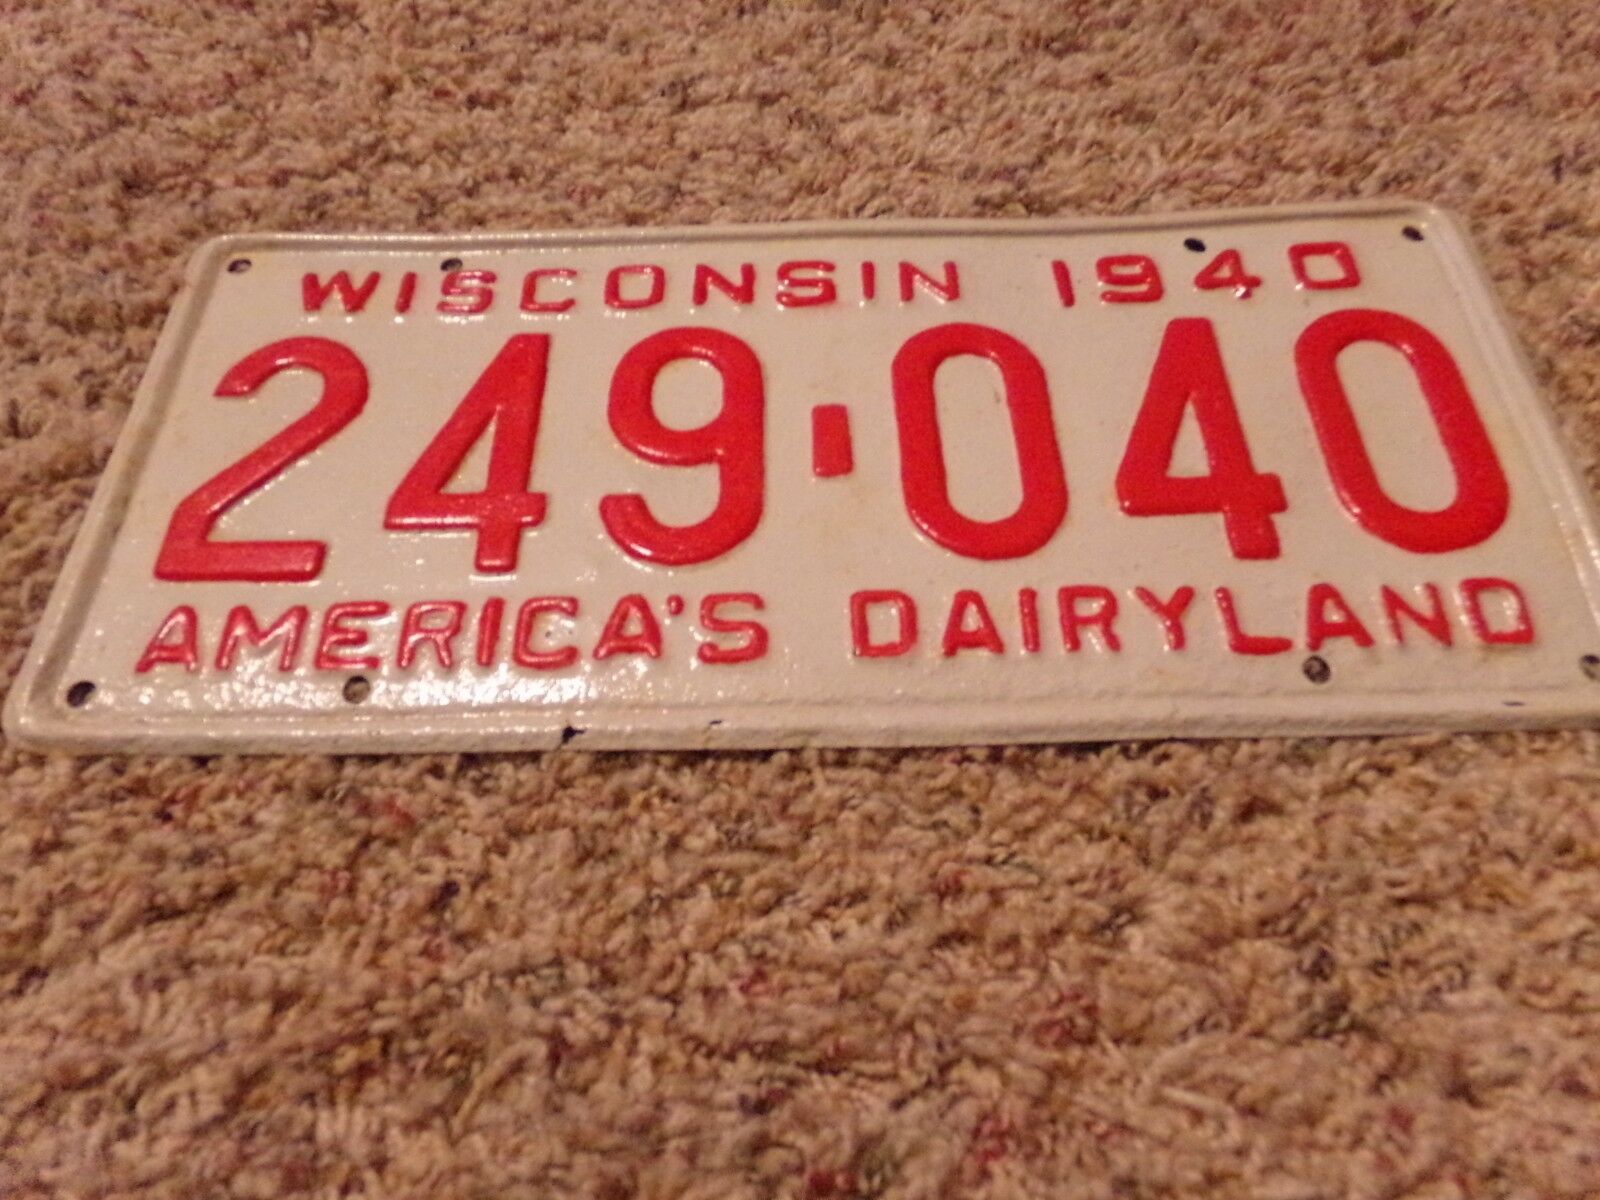 WISCONSIN 1940
249-040
AMERICA'S DAIRYLAND